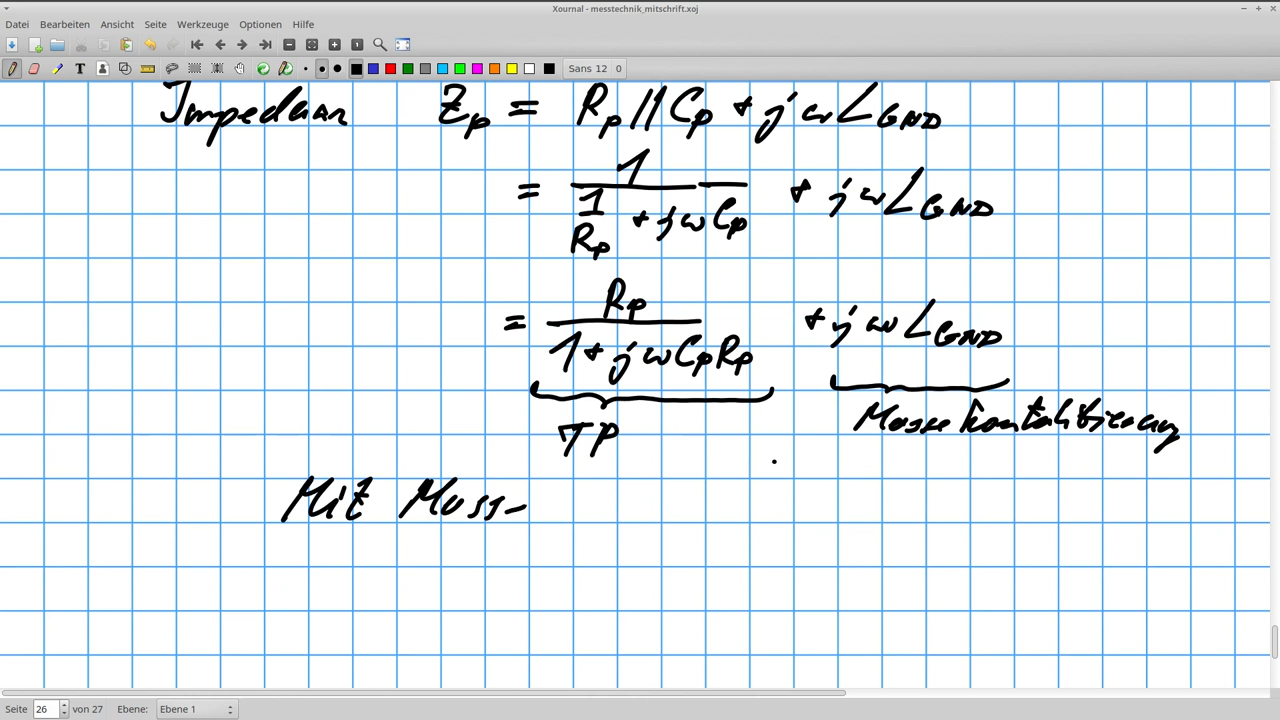 Xournal - messtechnik_mitschrift.xoj
Datei Bearbeiten Ansicht Seite Werkzeuge Optionen Hilfe
Sans 12 0
Impedanz Zp = Rp//Cp + jωLGND
= 1 / (1/Rp + jωCp) + jωLGND
= Rp / (1 + jωCpRp) + jωLGND
TP Massekontaktierung
Mit Masse
Seite 26 von 27 Ebene: Ebene 1